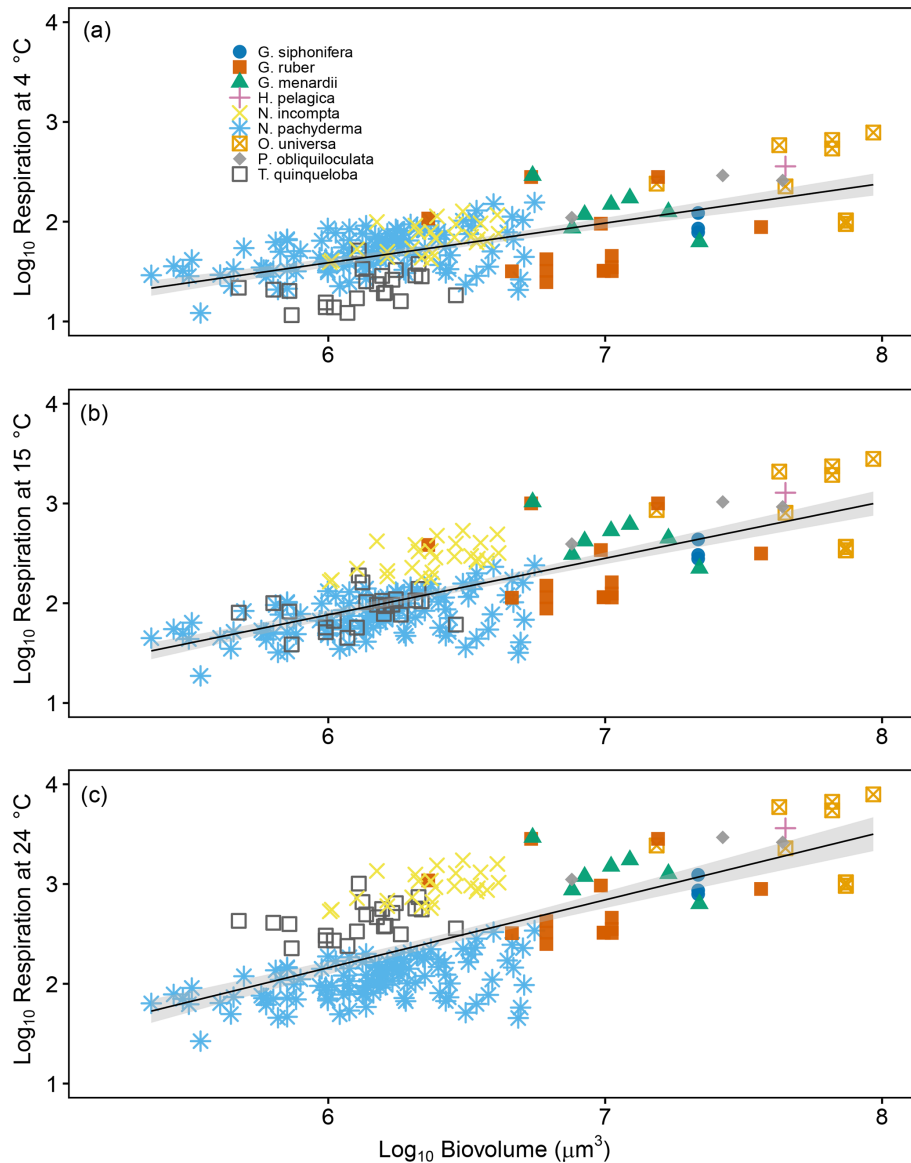 (a)
Log₁₀ Respiration at 4 °C
4
3
2
1
G. siphonifera
G. ruber
G. menardii
H. pelagica
N. incompta
N. pachyderma
O. universa
P. obliquiloculata
T. quinqueloba
6 7 8
(b)
Log₁₀ Respiration at 15 °C
4
3
2
1
6 7 8
(c)
Log₁₀ Respiration at 24 °C
4
3
2
1
6 7 8
Log₁₀ Biovolume (μm³)